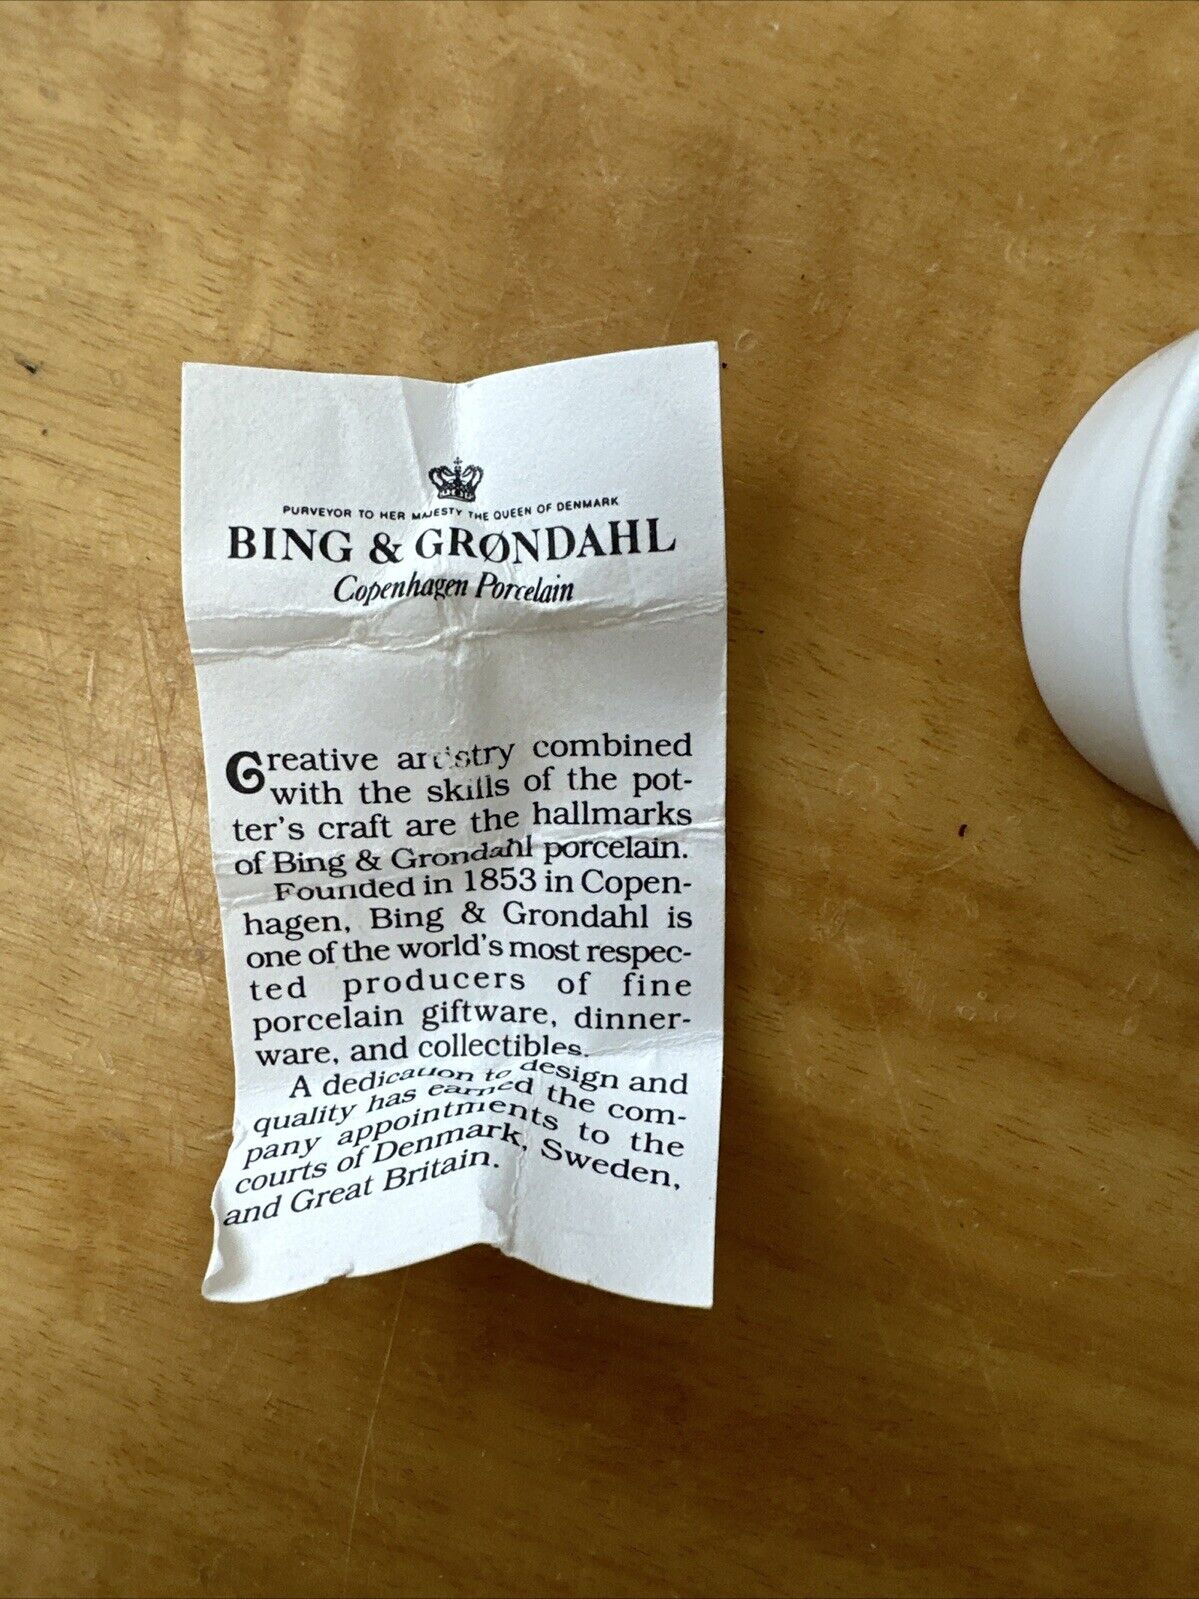 PURVEYOR TO HER MAJESTY THE QUEEN OF DENMARK
BING & GRØNDAHL
Copenhagen Porcelain
Creative artistry combined
with the skills of the pot-
ter's craft are the hallmarks
of Bing & Grondahl porcelain.
Founded in 1853 in Copen-
hagen, Bing & Grondahl is
one of the world's most respec-
ted producers of fine
porcelain giftware, dinner-
ware, and collectibles.
A dedication to design and
quality has earned the com-
pany appointments to the
courts of Denmark, Sweden,
and Great Britain.